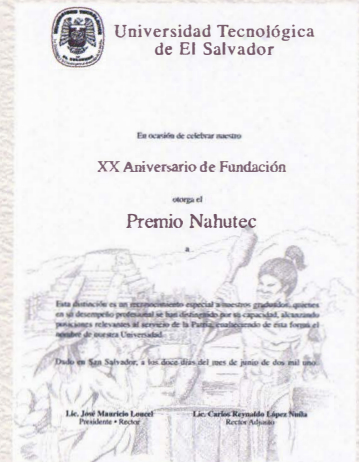 Universidad Tecnológica
de El Salvador
En ocasión de celebrar nuestro
XX Aniversario de Fundación
otorga el
Premio Nahutec
a
Esta distinción es un reconocimiento especial a nuestros graduados, quienes
en su desempeño profesional se han distinguido por su capacidad, alcanzando
posiciones relevantes al servicio de la Patria, enalteciendo de esta forma el
nombre de nuestra Universidad.
Dado en San Salvador, a los doce días del mes de junio de dos mil uno.
Lic. José Mauricio Loucel
Presidente • Rector
Lic. Carlos Reynaldo López Nuila
Rector Adjunto